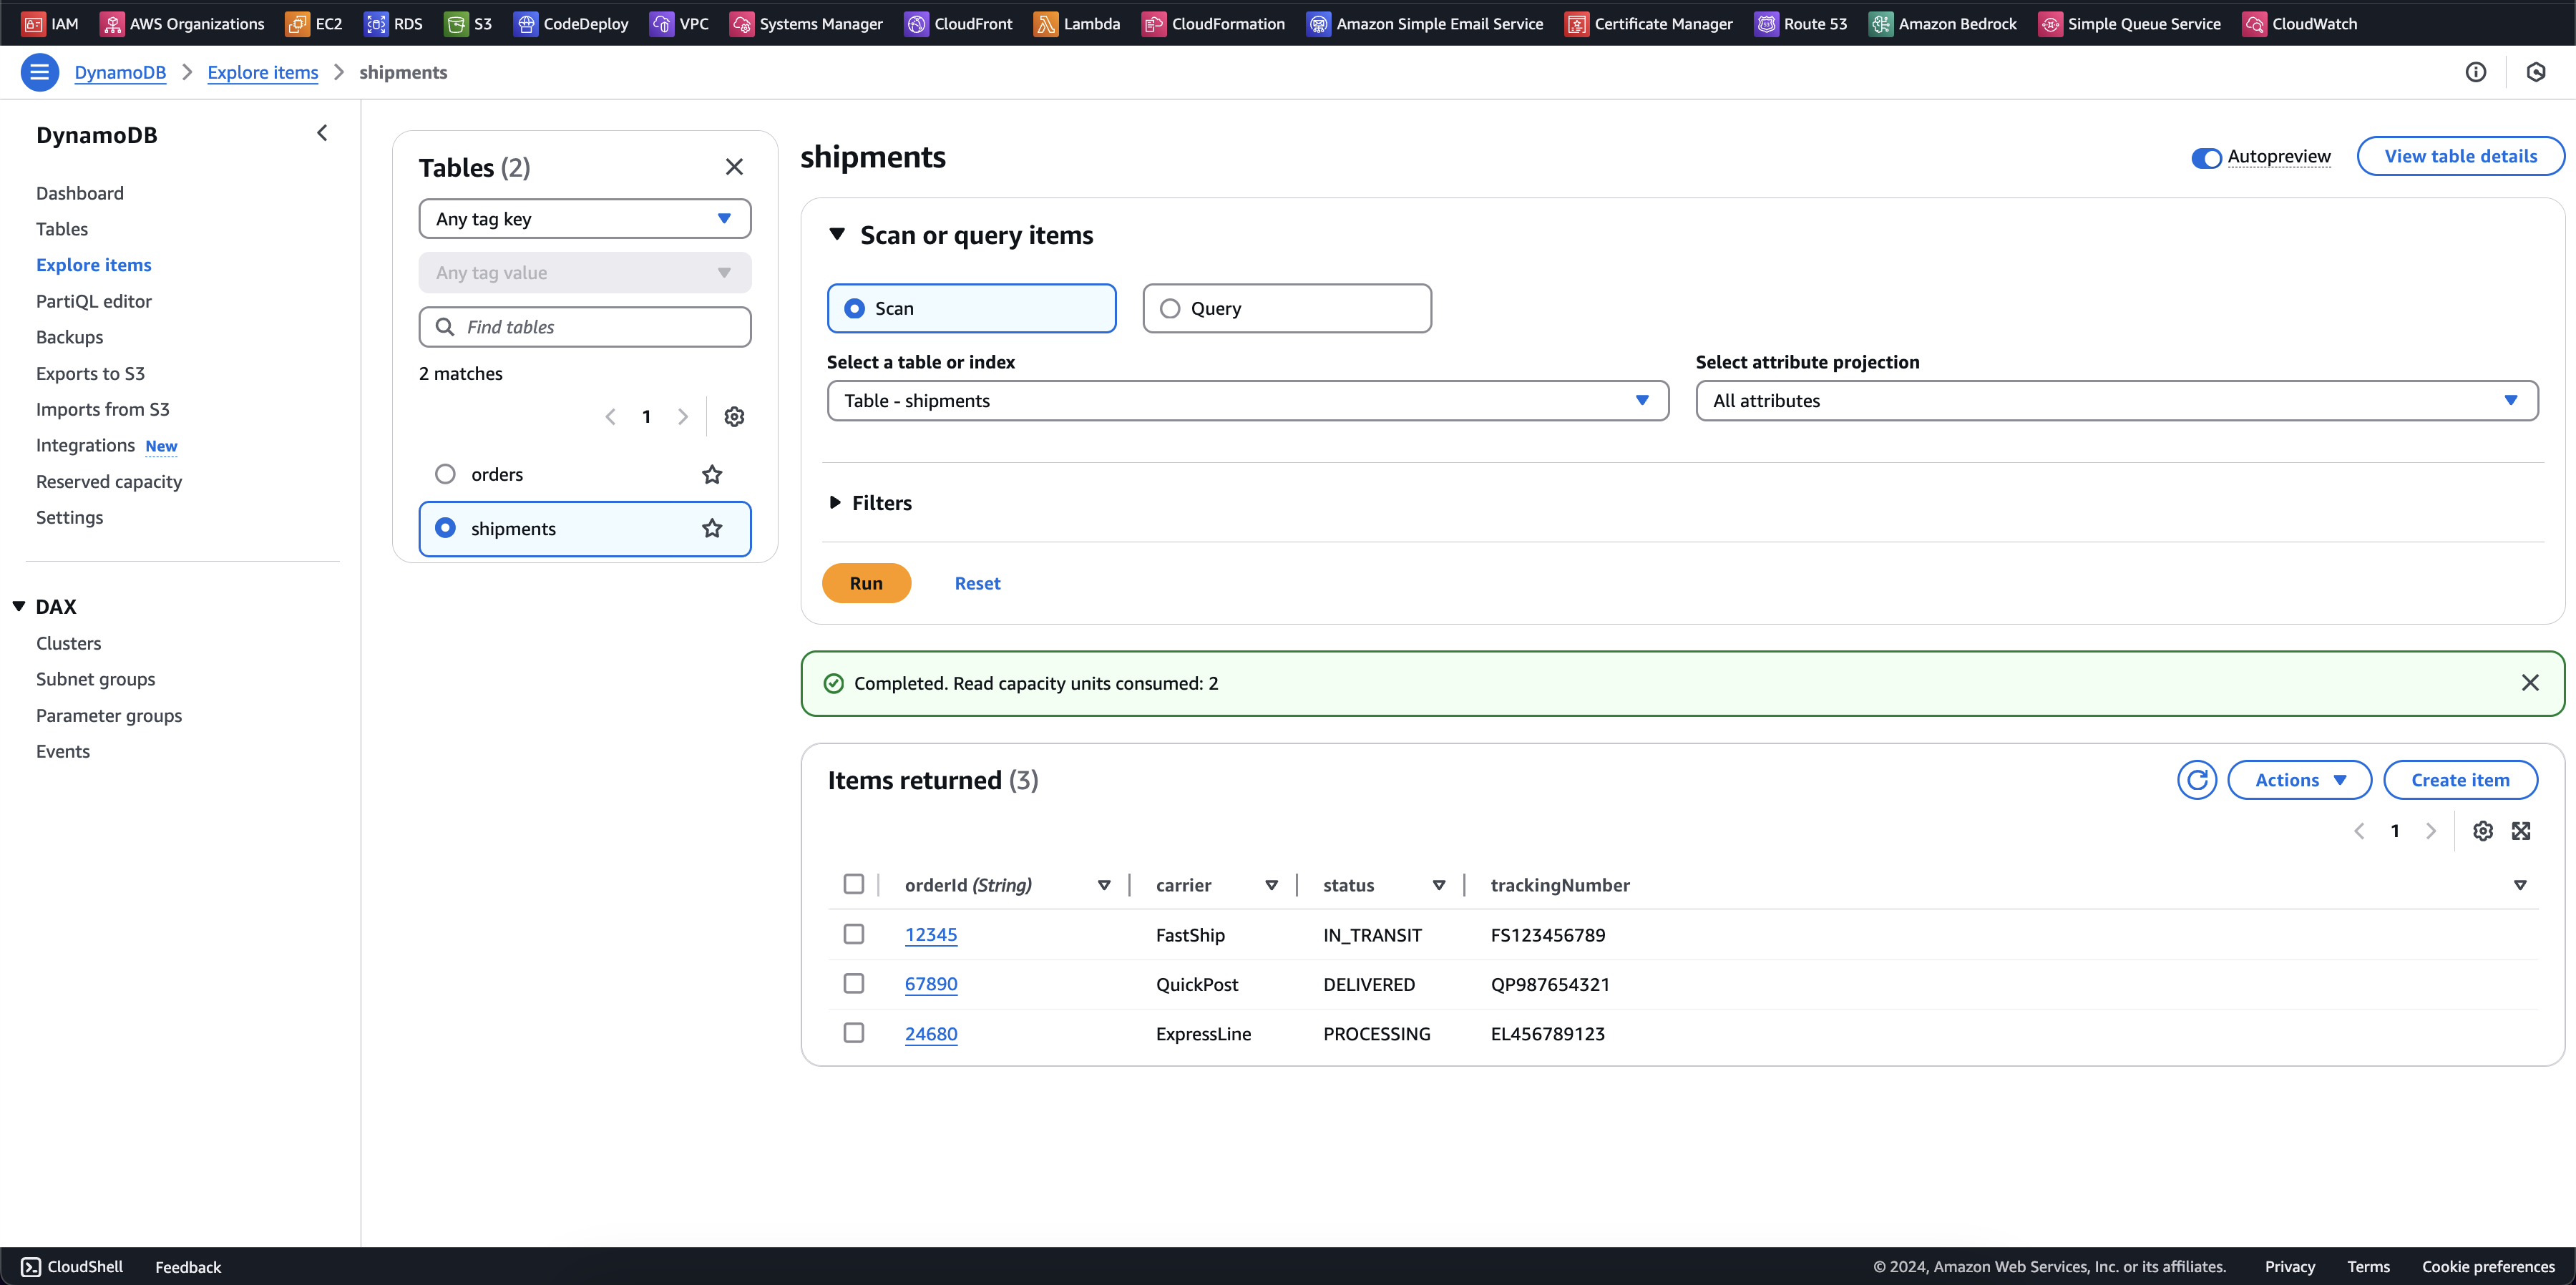 IAM AWS Organizations EC2 RDS S3 CodeDeploy VPC Systems Manager CloudFront Lambda CloudFormation Amazon Simple Email Service Certificate Manager Route 53 Amazon Bedrock Simple Queue Service CloudWatch
DynamoDB Explore items shipments
DynamoDB
Dashboard
Tables
Explore items
PartiQL editor
Backups
Exports to S3
Imports from S3
Integrations New
Reserved capacity
Settings
DAX
Clusters
Subnet groups
Parameter groups
Events
Tables (2)
Any tag key
Any tag value
Find tables
2 matches
1
orders
shipments
shipments
Autopreview View table details
Scan or query items
Scan Query
Select a table or index Select attribute projection
Table - shipments All attributes
Filters
Run Reset
Completed. Read capacity units consumed: 2
Items returned (3)
Actions Create item
1
orderId (String) carrier status trackingNumber
12345 FastShip IN_TRANSIT FS123456789
67890 QuickPost DELIVERED QP987654321
24680 ExpressLine PROCESSING EL456789123
CloudShell Feedback © 2024, Amazon Web Services, Inc. or its affiliates. Privacy Terms Cookie preferences